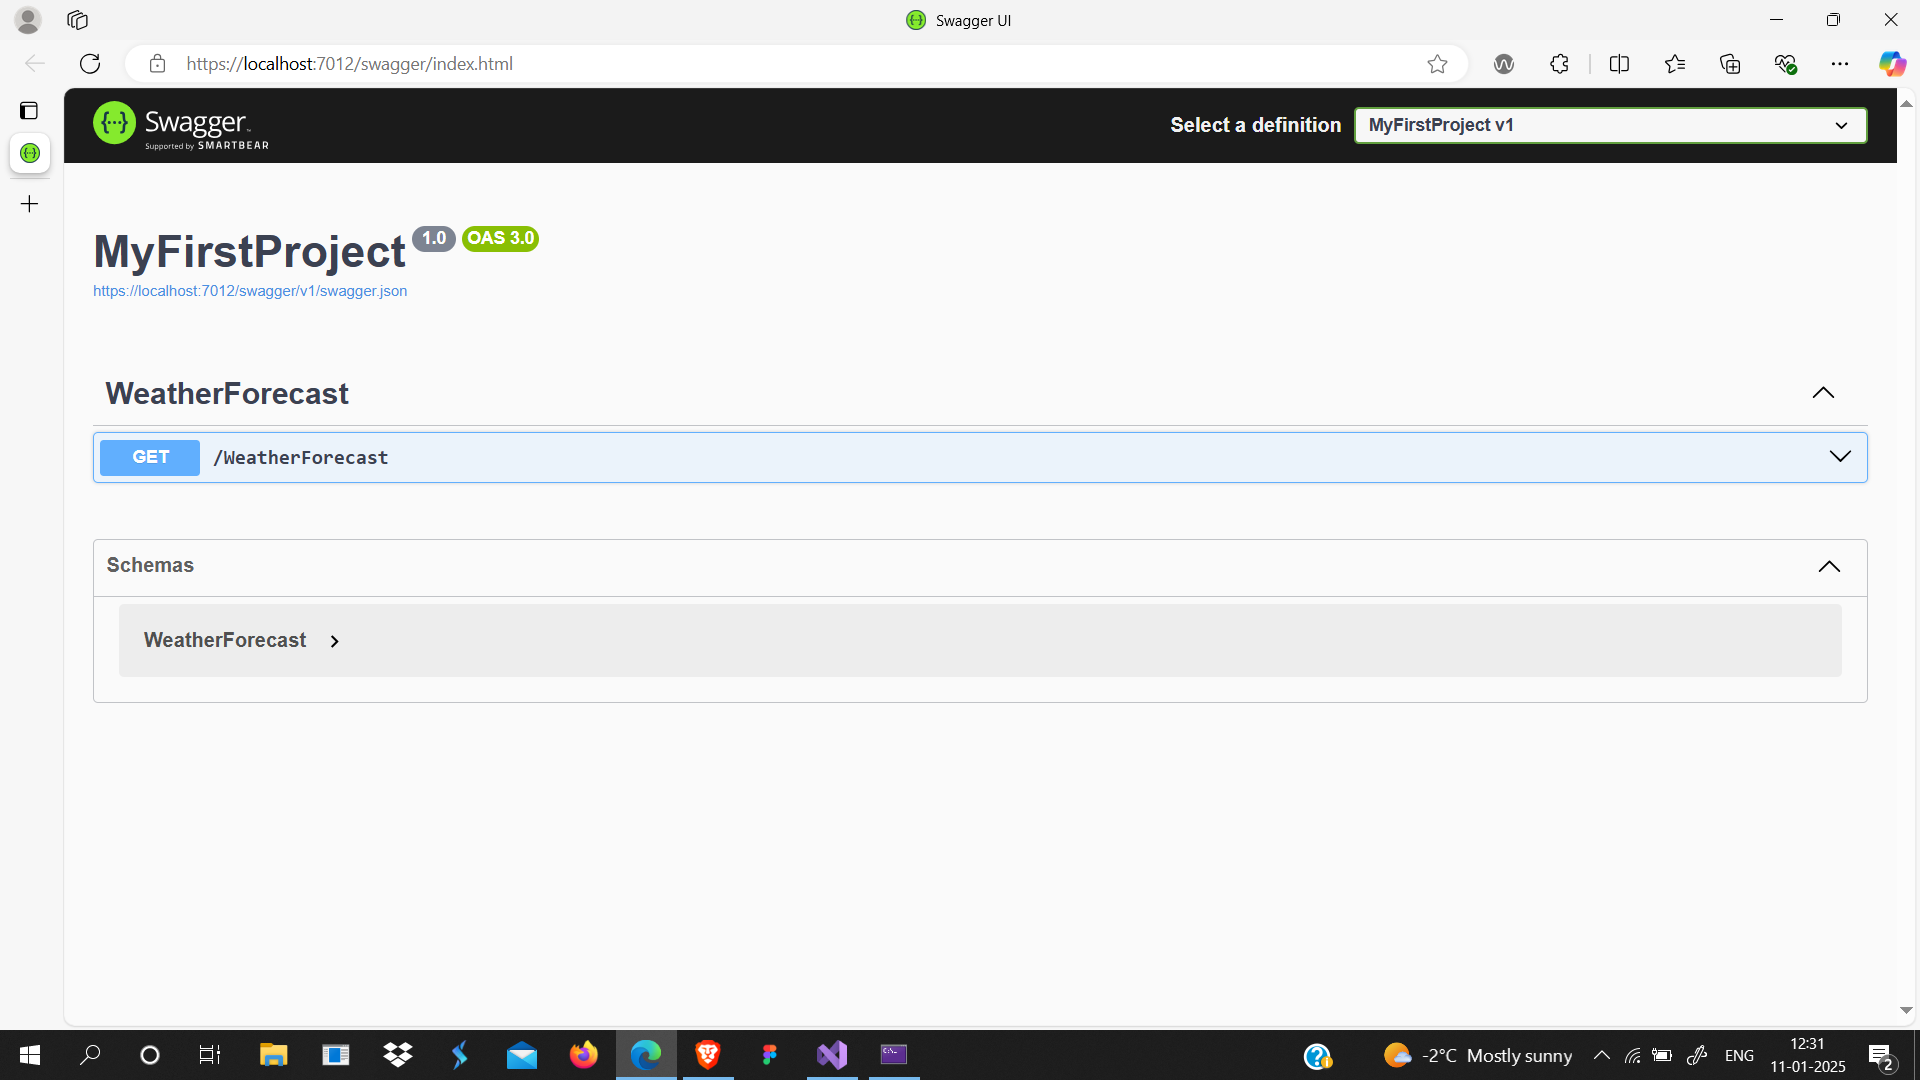 Swagger UI
https://localhost:7012/swagger/index.html
Swagger
Supported by SMARTBEAR
Select a definition
MyFirstProject v1
MyFirstProject 1.0 OAS 3.0
https://localhost:7012/swagger/v1/swagger.json
WeatherForecast
GET /WeatherForecast
Schemas
WeatherForecast
-2°C Mostly sunny
ENG
12:31
11-01-2025
2